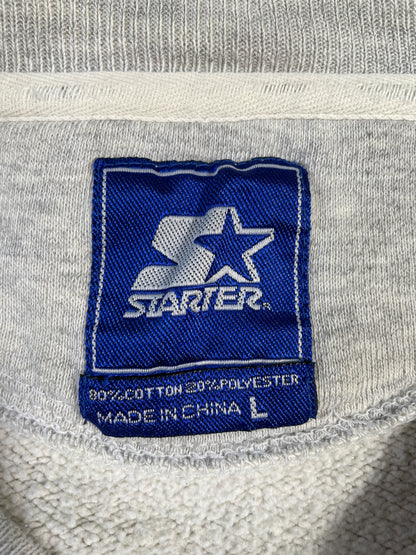 STARTER®
80% COTTON 20% POLYESTER
MADE IN CHINA L